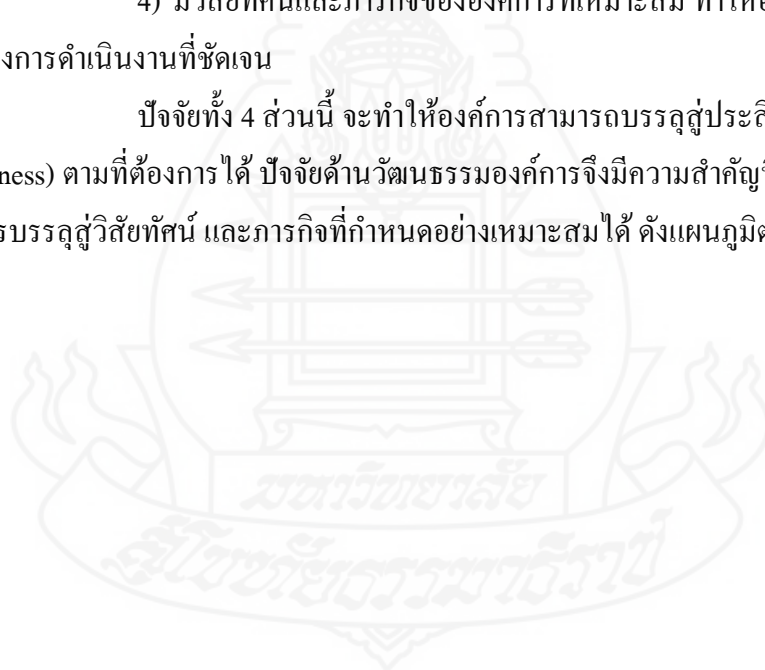 4) มีวิสัยทัศน์และภารกิจขององค์การที่เหมาะสม ทำให้
งการดำเนินงานที่ชัดเจน
ปัจจัยทั้ง 4 ส่วนนี้ จะทำให้องค์การสามารถบรรลุสู่ประสิ
ness) ตามที่ต้องการได้ ปัจจัยด้านวัฒนธรรมองค์การจึงมีความสำคัญ
รบรรลุสู่วิสัยทัศน์ และภารกิจที่กำหนดอย่างเหมาะสมได้ ดังแผนภูมิต
มหาวิทยาลัย
สุโขทัยธรรมาธิราช